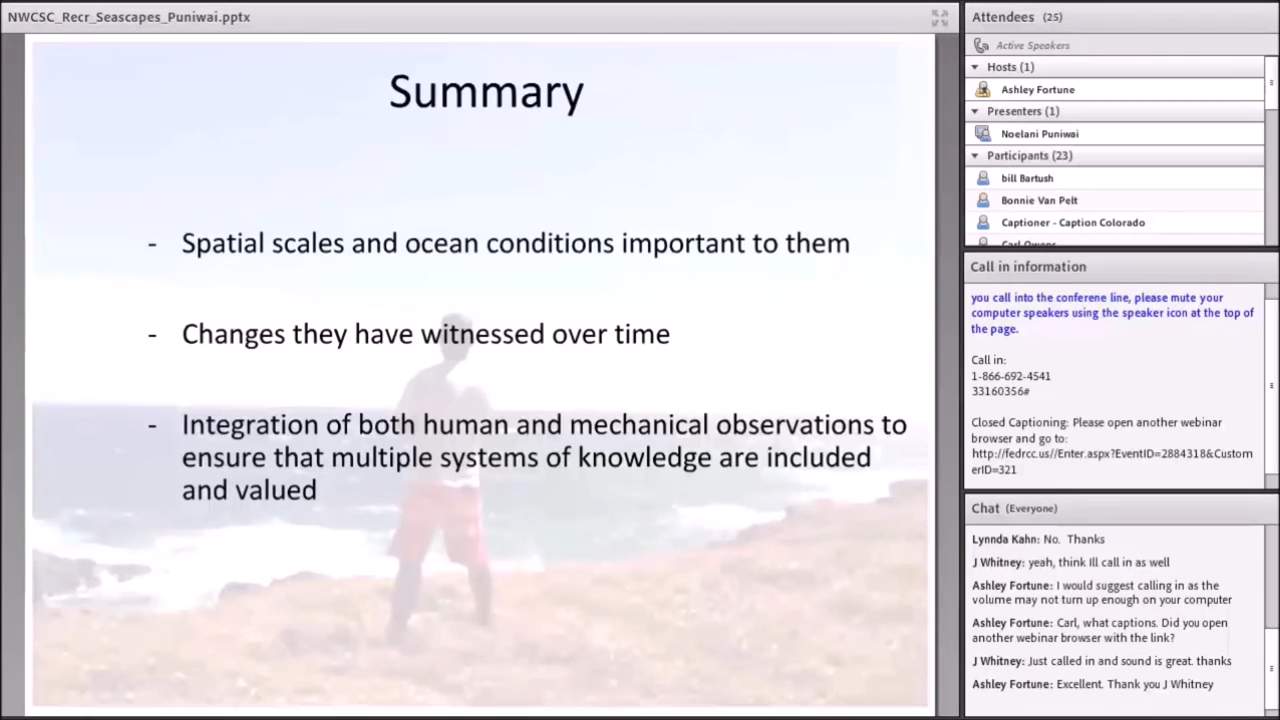 NWCSC_Recr_Seascapes_Puniwai.pptx
Summary
- Spatial scales and ocean conditions important to them
- Changes they have witnessed over time
- Integration of both human and mechanical observations to
ensure that multiple systems of knowledge are included
and valued
Attendees (25)
Active Speakers
Hosts (1)
Ashley Fortune
Presenters (1)
Noelani Puniwai
Participants (23)
bill Bartush
Bonnie Van Pelt
Captioner - Caption Colorado
Carl Owens
Call in information
you call into the conferene line, please mute your
computer speakers using the speaker icon at the top of
the page.
Call in:
1-866-692-4541
33160356#
Closed Captioning: Please open another webinar
browser and go to:
http://fedrcc.us//Enter.aspx?EventID=2884318&Custom
erID=321
Chat (Everyone)
Lynnda Kahn: No. Thanks
J Whitney: yeah, think Ill call in as well
Ashley Fortune: I would suggest calling in as the
volume may not turn up enough on your computer
Ashley Fortune: Carl, what captions. Did you open
another webinar browser with the link?
J Whitney: Just called in and sound is great. thanks
Ashley Fortune: Excellent. Thank you J Whitney